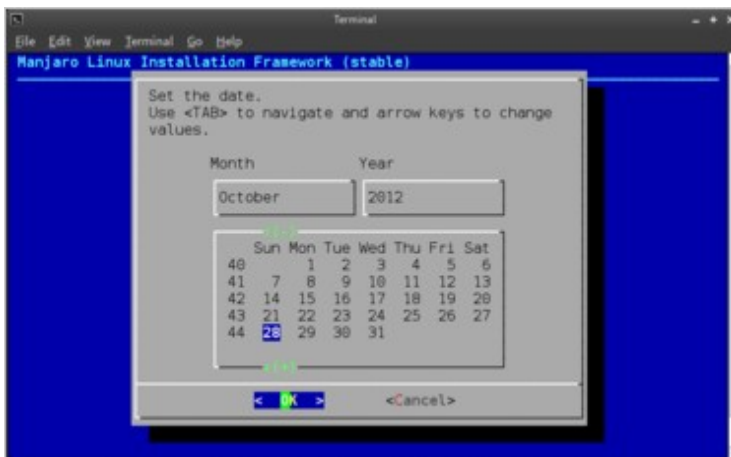 Terminal
File Edit View Terminal Go Help
Manjaro Linux Installation Framework (stable)
Set the date.
Use <TAB> to navigate and arrow keys to change
values.
Month Year
October 2012
Sun Mon Tue Wed Thu Fri Sat
40 1 2 3 4 5 6
41 7 8 9 10 11 12 13
42 14 15 16 17 18 19 20
43 21 22 23 24 25 26 27
44 28 29 30 31
< OK > <Cancel>